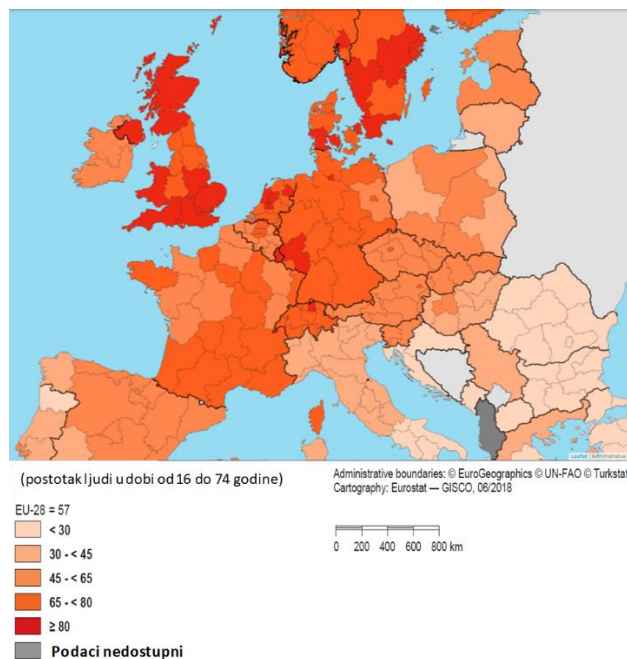 Leaflet | Administrative
(postotak ljudi u dobi od 16 do 74 godine)
Administrative boundaries: © EuroGeographics © UN-FAO © Turkstat
Cartography: Eurostat — GISCO, 06/2018
EU-28 = 57
< 30
30 - < 45
45 - < 65
65 - < 80
≥ 80
Podaci nedostupni
0 200 400 600 800 km